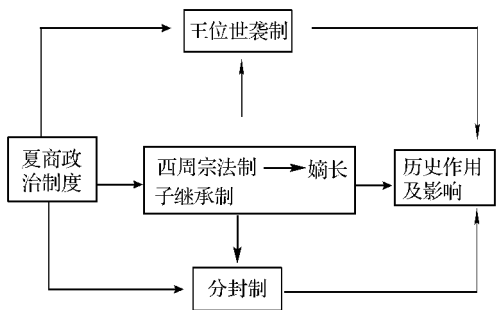 王位世袭制
夏商政
治制度
西周宗法制 嫡长
子继承制
历史作用
及影响
分封制